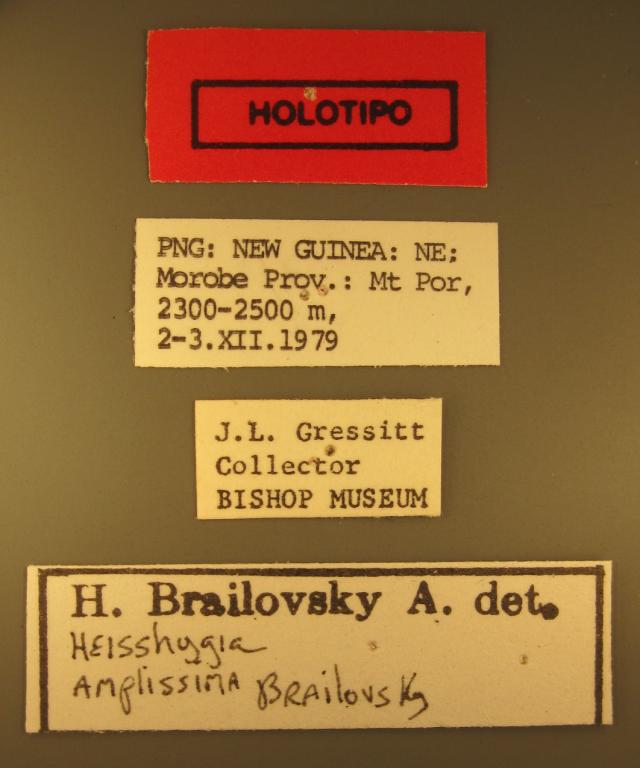 HOLOTIPO
PNG: NEW GUINEA: NE;
Morobe Prov.: Mt Por,
2300-2500 m,
2-3.XII.1979
J.L. Gressitt
Collector
BISHOP MUSEUM
H. Brailovsky A. det.
Heisshygia
Amplissima Brailovsky